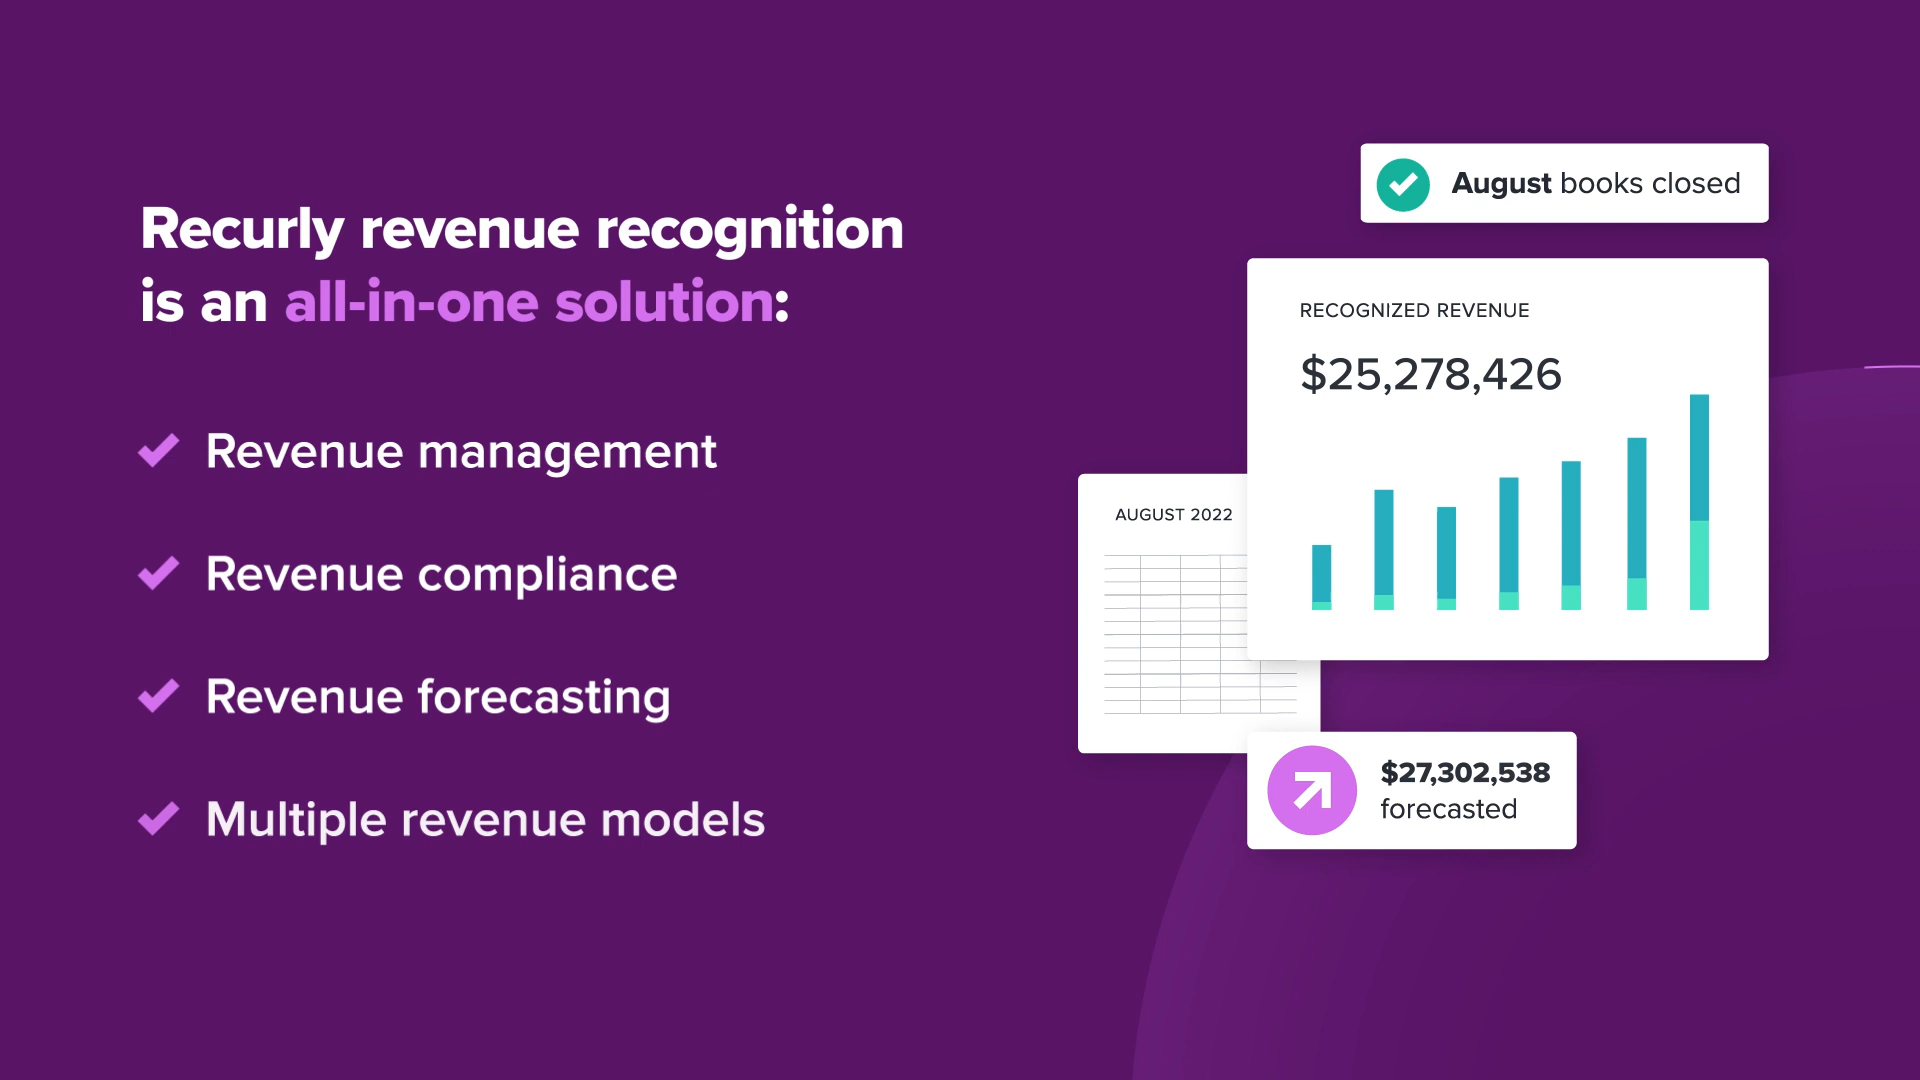 Recurly revenue recognition
is an all-in-one solution:
Revenue management
Revenue compliance
Revenue forecasting
Multiple revenue models
August books closed
RECOGNIZED REVENUE
$25,278,426
AUGUST 2022
$27,302,538
forecasted